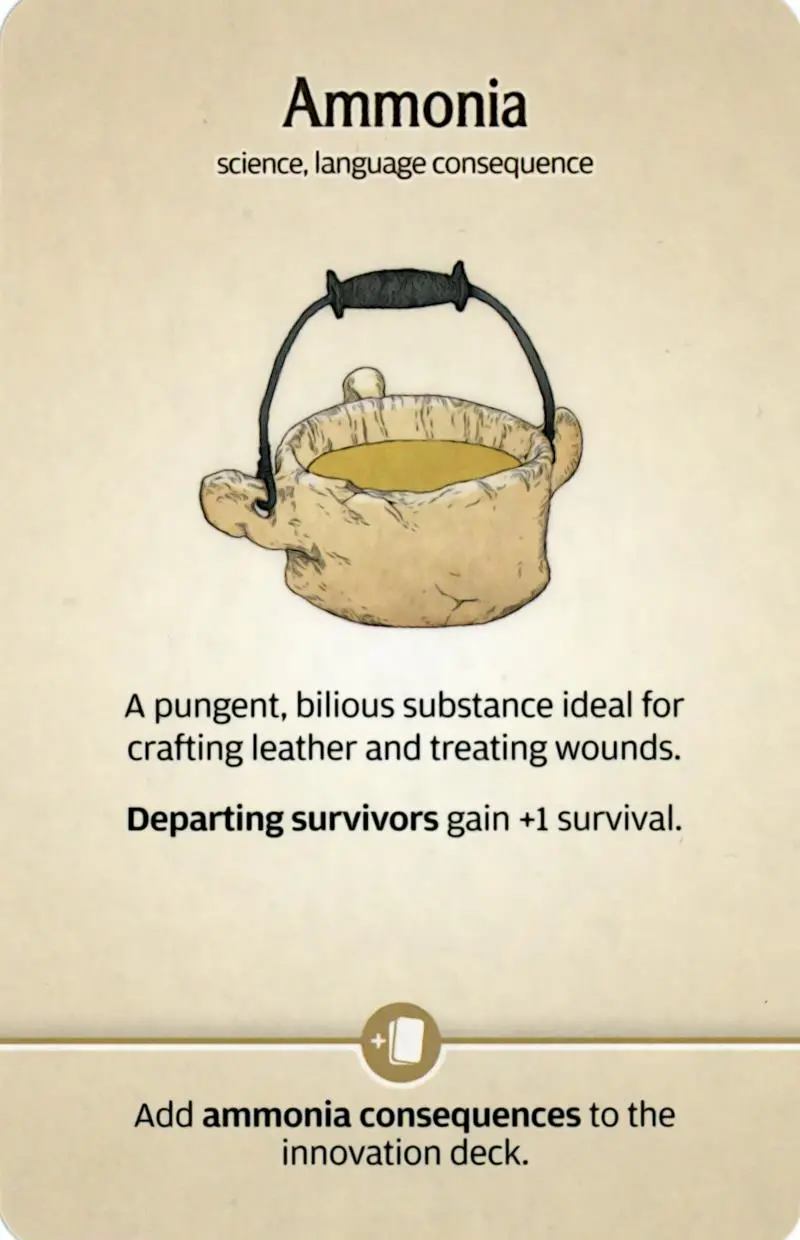 Ammonia
science, language consequence
A pungent, bilious substance ideal for
crafting leather and treating wounds.
Departing survivors gain +1 survival.
+
Add ammonia consequences to the
innovation deck.